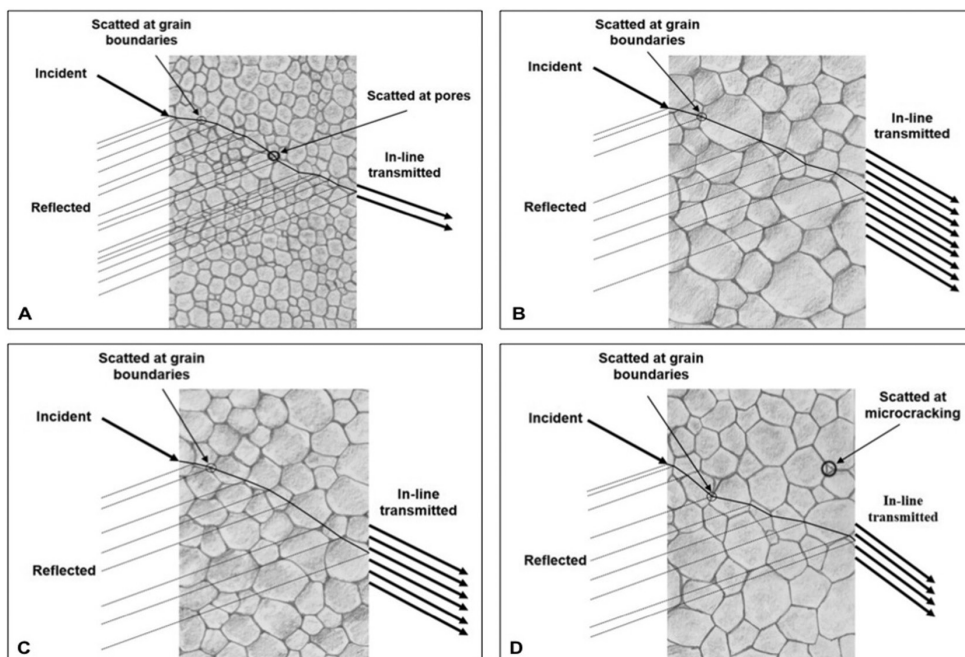 Scatted at grain
boundaries
Incident
Scatted at pores
In-line
transmitted
Reflected
A
Scatted at grain
boundaries
Incident
In-line
transmitted
Reflected
B
Scatted at grain
boundaries
Incident
In-line
transmitted
Reflected
C
Scatted at grain
boundaries
Scatted at
microcracking
Incident
In-line
transmitted
Reflected
D